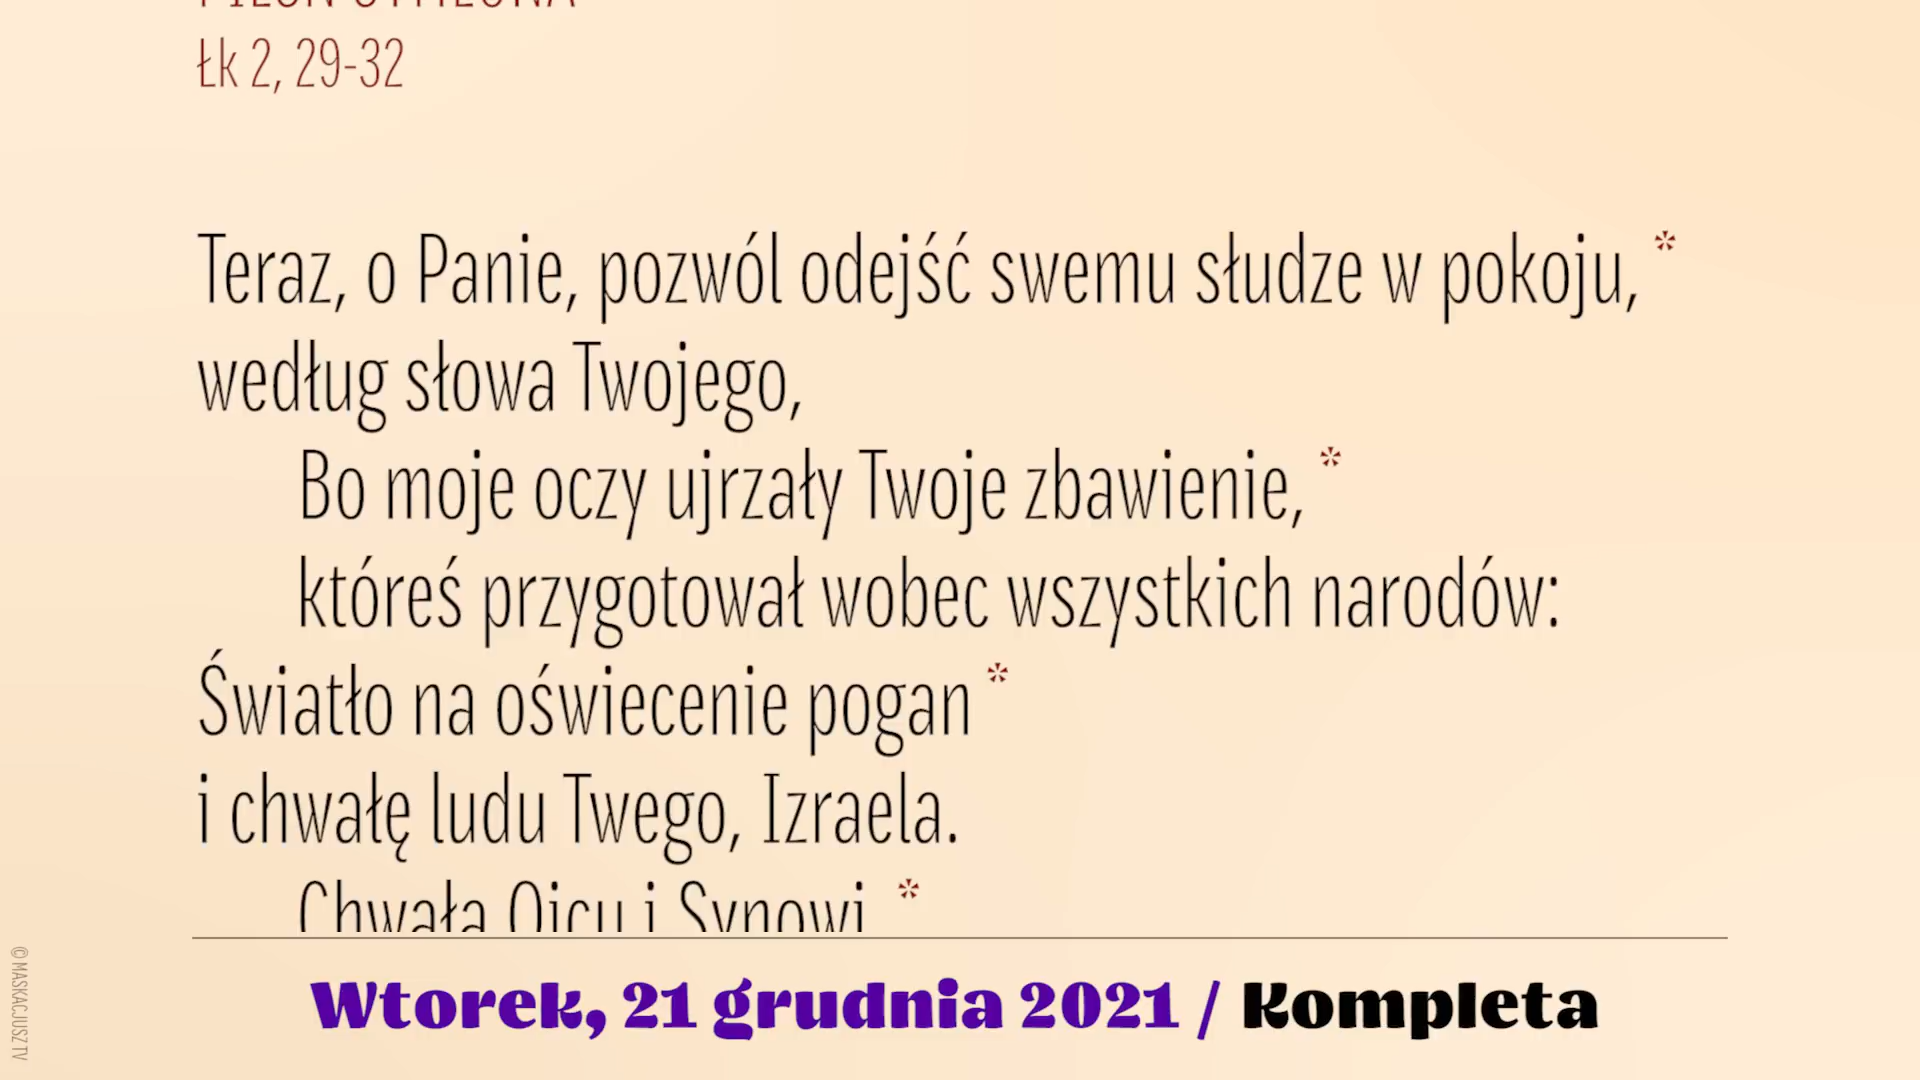 Łk 2, 29-32
Teraz, o Panie, pozwól odejść swemu słudze w pokoju, *
według słowa Twojego,
Bo moje oczy ujrzały Twoje zbawienie, *
któreś przygotował wobec wszystkich narodów:
Światło na oświecenie pogan *
i chwałę ludu Twego, Izraela.
Chwała Ojcu i Synowi *
Wtorek, 21 grudnia 2021 / Kompleta
© MASKACJUSZ TV